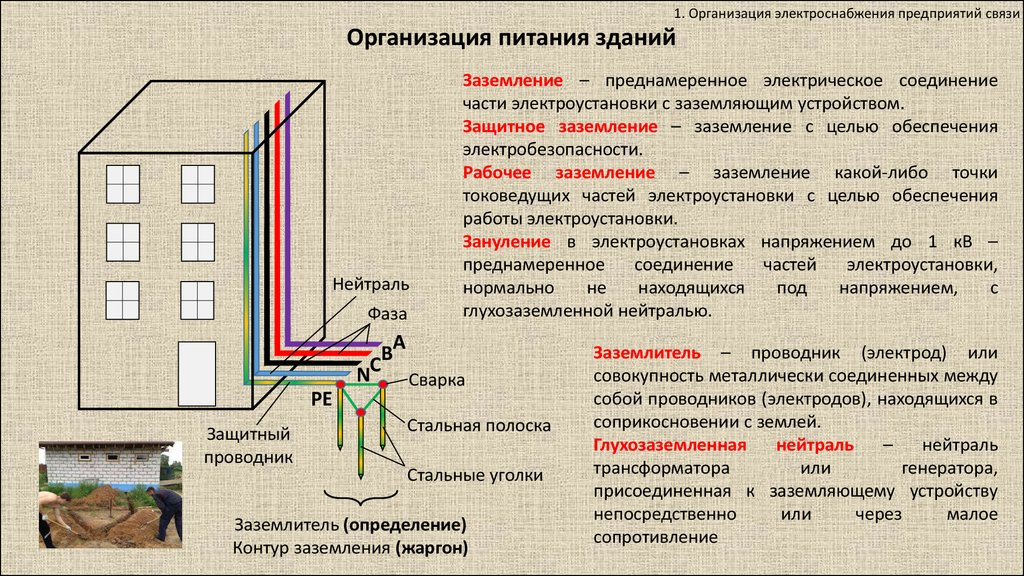 1. Организация электроснабжения предприятий связи
Организация питания зданий
Заземление – преднамеренное электрическое соединение
части электроустановки с заземляющим устройством.
Защитное заземление – заземление с целью обеспечения
электробезопасности.
Рабочее заземление – заземление какой-либо точки
токоведущих частей электроустановки с целью обеспечения
работы электроустановки.
Зануление в электроустановках напряжением до 1 кВ –
преднамеренное соединение частей электроустановки,
нормально не находящихся под напряжением, с
глухозаземленной нейтралью.
Нейтраль
Фаза
A
B
C
N
PE
Сварка
Стальная полоска
Стальные уголки
Защитный
проводник
Заземлитель (определение)
Контур заземления (жаргон)
Заземлитель – проводник (электрод) или
совокупность металлически соединенных между
собой проводников (электродов), находящихся в
соприкосновении с землей.
Глухозаземленная нейтраль – нейтраль
трансформатора или генератора,
присоединенная к заземляющему устройству
непосредственно или через малое
сопротивление